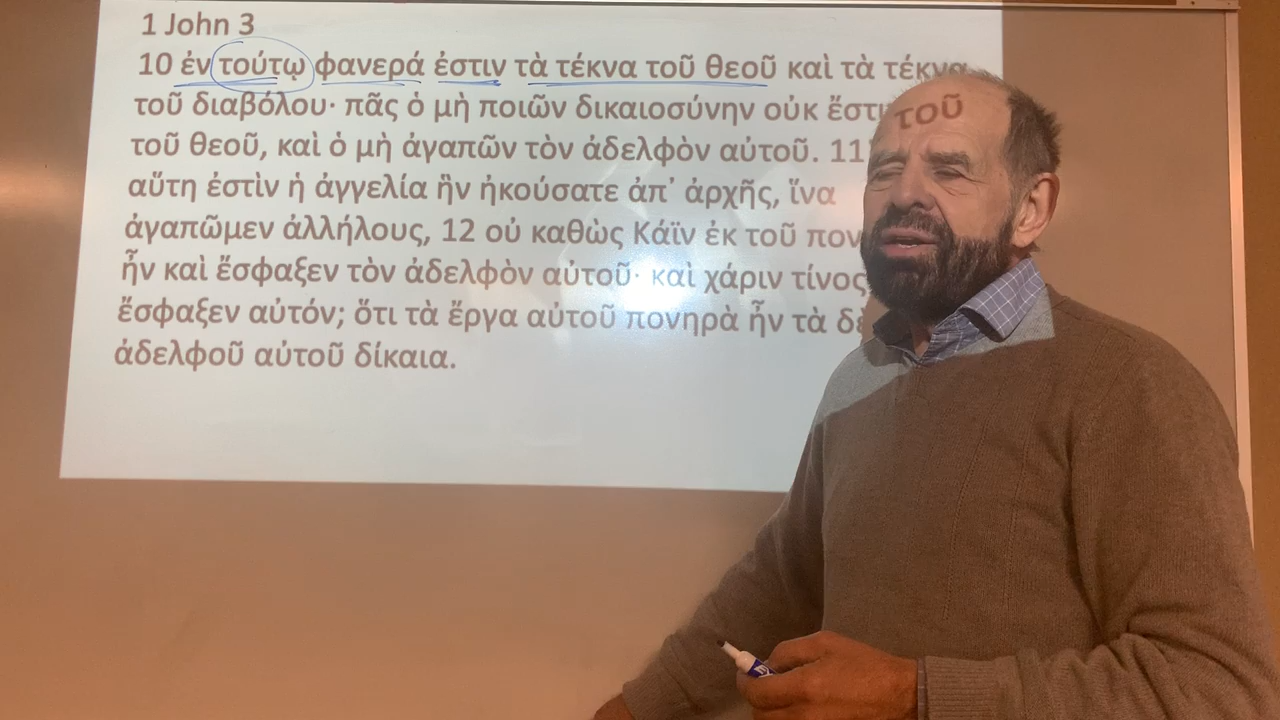 1 John 3
10 ἐν τούτῳ φανερά ἐστιν τὰ τέκνα τοῦ θεοῦ καὶ τὰ τέκνα
τοῦ διαβόλου· πᾶς ὁ μὴ ποιῶν δικαιοσύνην οὐκ τοῦ
τοῦ θεοῦ, καὶ ὁ μὴ ἀγαπῶν τὸν ἀδελφὸν αὐτοῦ. 11
αὕτη ἐστὶν ἡ ἀγγελία ἣν ἠκούσατε ἀπ᾽ ἀρχῆς, ἵνα
ἀγαπῶμεν ἀλλήλους, 12 οὐ καθὼς Κάϊν ἐκ τοῦ
ἦν καὶ ἔσφαξεν τὸν ἀδελφὸν αὐτοῦ· καὶ χάριν τίνος
ἔσφαξεν αὐτόν; ὅτι τὰ ἔργα αὐτοῦ πονηρὰ ἦν τὰ δὲ
ἀδελφοῦ αὐτοῦ δίκαια.